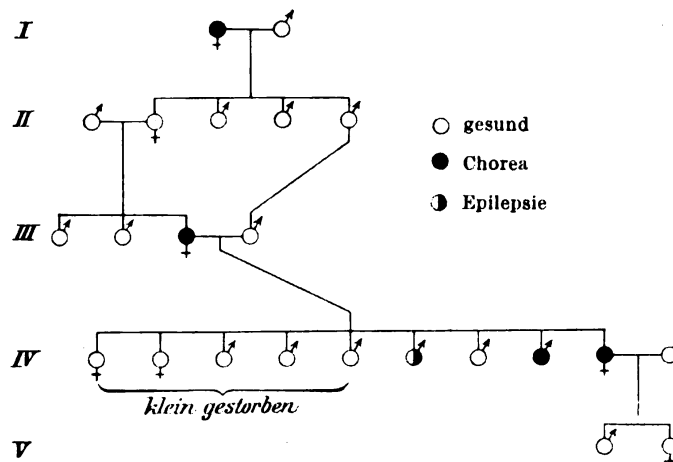 I
II
gesund
Chorea
Epilepsie
III
IV
klein gestorben
V